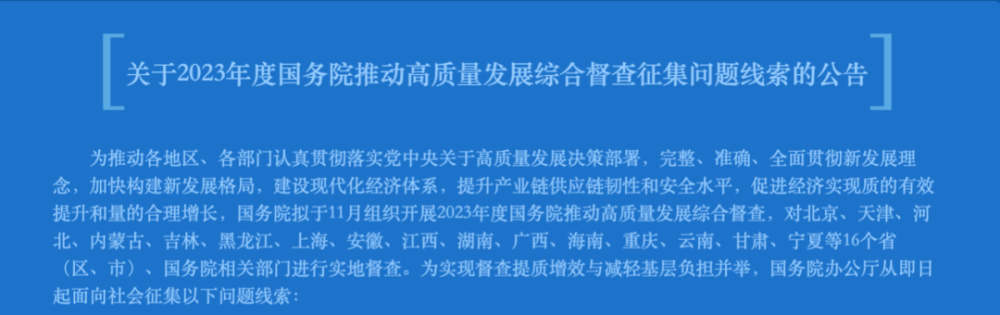 关于2023年度国务院推动高质量发展综合督查征集问题线索的公告
为推动各地区、各部门认真贯彻落实党中央关于高质量发展决策部署，完整、准确、全面贯彻新发展理
念，加快构建新发展格局，建设现代化经济体系，提升产业链供应链韧性和安全水平，促进经济实现质的有效
提升和量的合理增长，国务院拟于11月组织开展2023年度国务院推动高质量发展综合督查，对北京、天津、河
北、内蒙古、吉林、黑龙江、上海、安徽、江西、湖南、广西、海南、重庆、云南、甘肃、宁夏等16个省
（区、市）、国务院相关部门进行实地督查。为实现督查提质增效与减轻基层负担并举，国务院办公厅从即日
起面向社会征集以下问题线索：